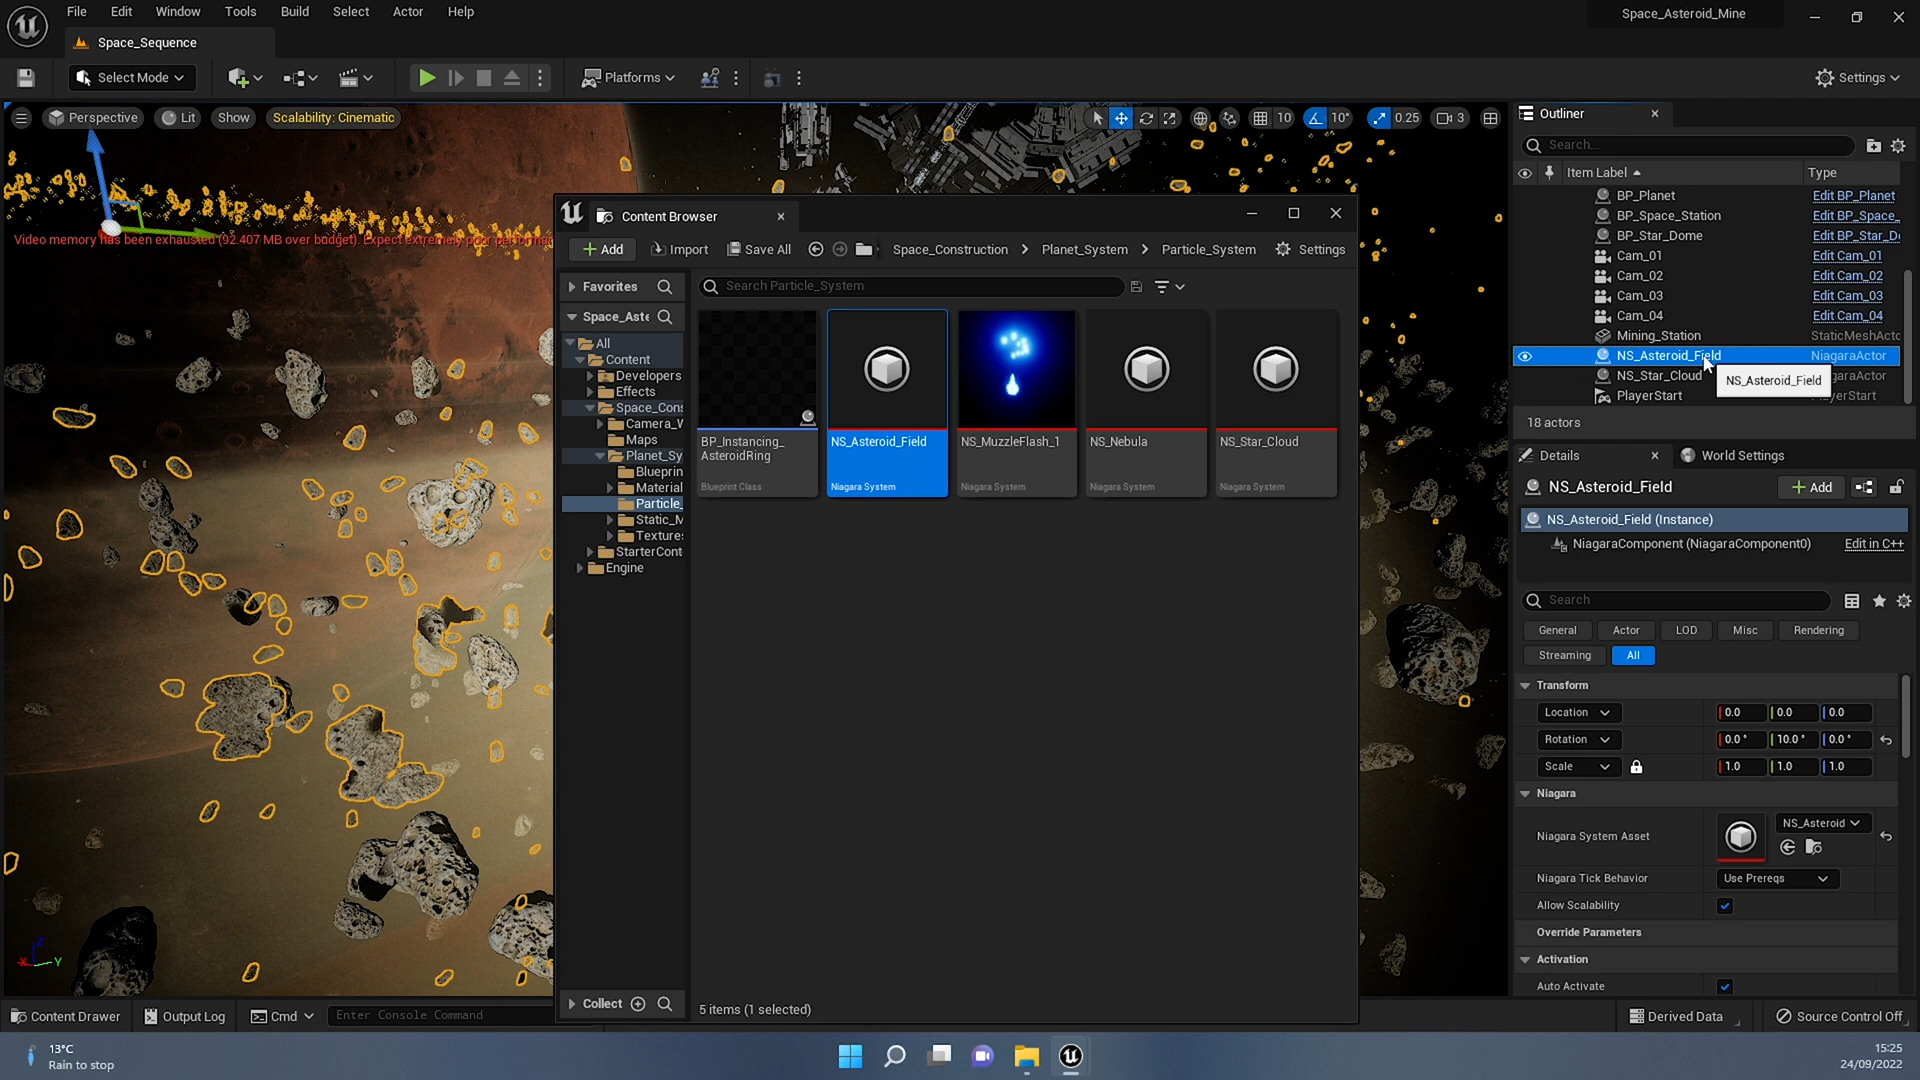 File Edit Window Tools Build Select Actor Help
Space_Asteroid_Mine
Space_Sequence
Select Mode
Platforms
Settings
Perspective Lit Show Scalability: Cinematic
10 10° 0.25 3
Video memory has been exhausted (92.407 MB over budget). Expect extremely poor performan
Content Browser
Add Import Save All Space_Construction Planet_System Particle_System Settings
Favorites
Search Particle_System
Space_Aste
All
Content
Developers
Effects
Space_Cons
Camera_W
Maps
Planet_Sy
Blueprin
Material
Particle_
Static_M
Textures
StarterCont
Engine
BP_Instancing_
AsteroidRing
Blueprint Class
NS_Asteroid_Field
Niagara System
NS_MuzzleFlash_1
Niagara System
NS_Nebula
Niagara System
NS_Star_Cloud
Niagara System
Collect
5 items (1 selected)
Outliner
Search...
Item Label Type
BP_Planet Edit BP_Planet
BP_Space_Station Edit BP_Space_
BP_Star_Dome Edit BP_Star_Do
Cam_01 Edit Cam_01
Cam_02 Edit Cam_02
Cam_03 Edit Cam_03
Cam_04 Edit Cam_04
Mining_Station StaticMeshActo
NS_Asteroid_Field NiagaraActor
NS_Star_Cloud garaActor
NS_Asteroid_Field
PlayerStart yerStart
18 actors
Details World Settings
NS_Asteroid_Field Add
NS_Asteroid_Field (Instance)
NiagaraComponent (NiagaraComponent0) Edit in C++
Search
General Actor LOD Misc Rendering
Streaming All
Transform
Location 0.0 0.0 0.0
Rotation 0.0° 10.0° 0.0°
Scale 1.0 1.0 1.0
Niagara
Niagara System Asset NS_Asteroid
Niagara Tick Behavior Use Prereqs
Allow Scalability
Override Parameters
Activation
Auto Activate
Content Drawer Output Log Cmd Enter Console Command
Derived Data Source Control Off
13°C
Rain to stop
15:25
24/09/2022
X Y Z